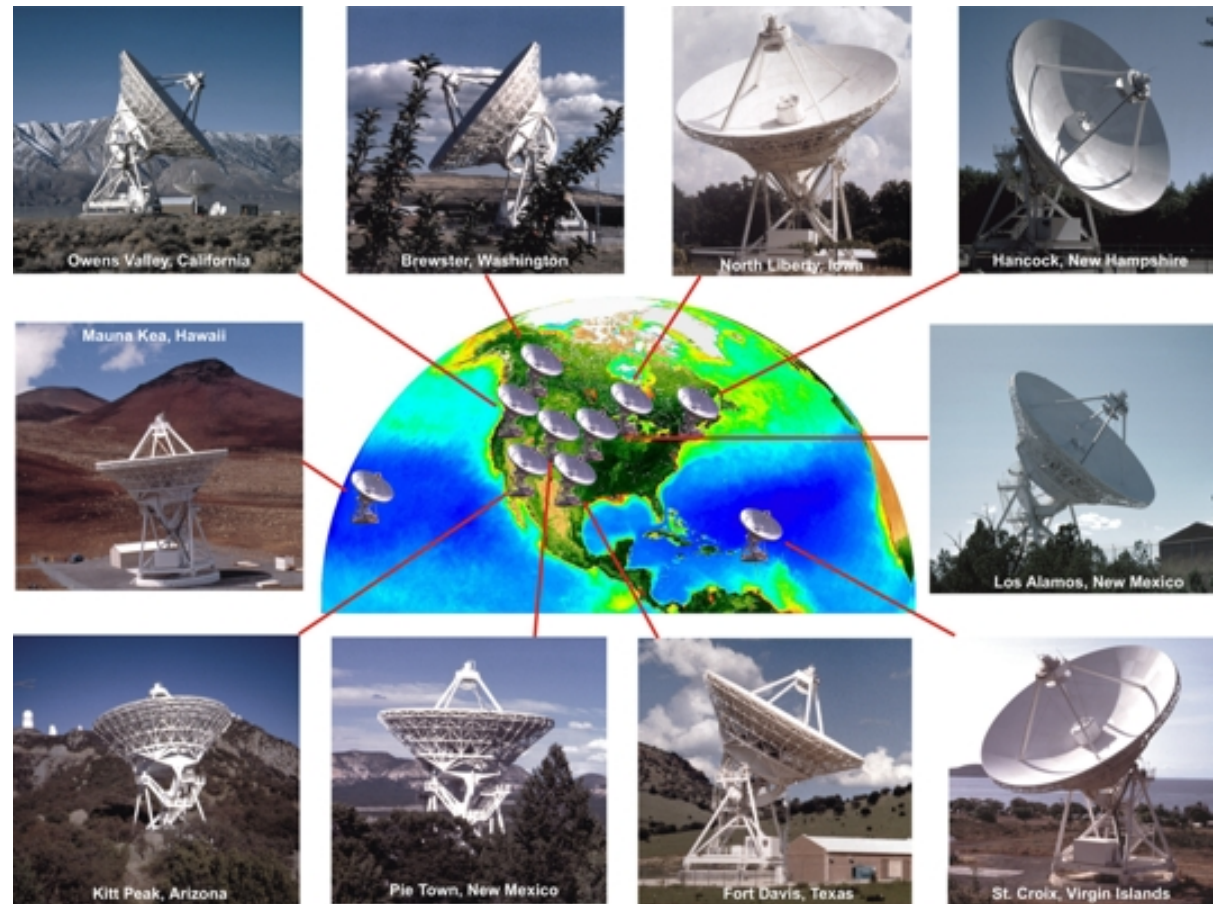 Owens Valley, California
Brewster, Washington
North Liberty, Iowa
Hancock, New Hampshire
Mauna Kea, Hawaii
Los Alamos, New Mexico
Kitt Peak, Arizona
Pie Town, New Mexico
Fort Davis, Texas
St. Croix, Virgin Islands